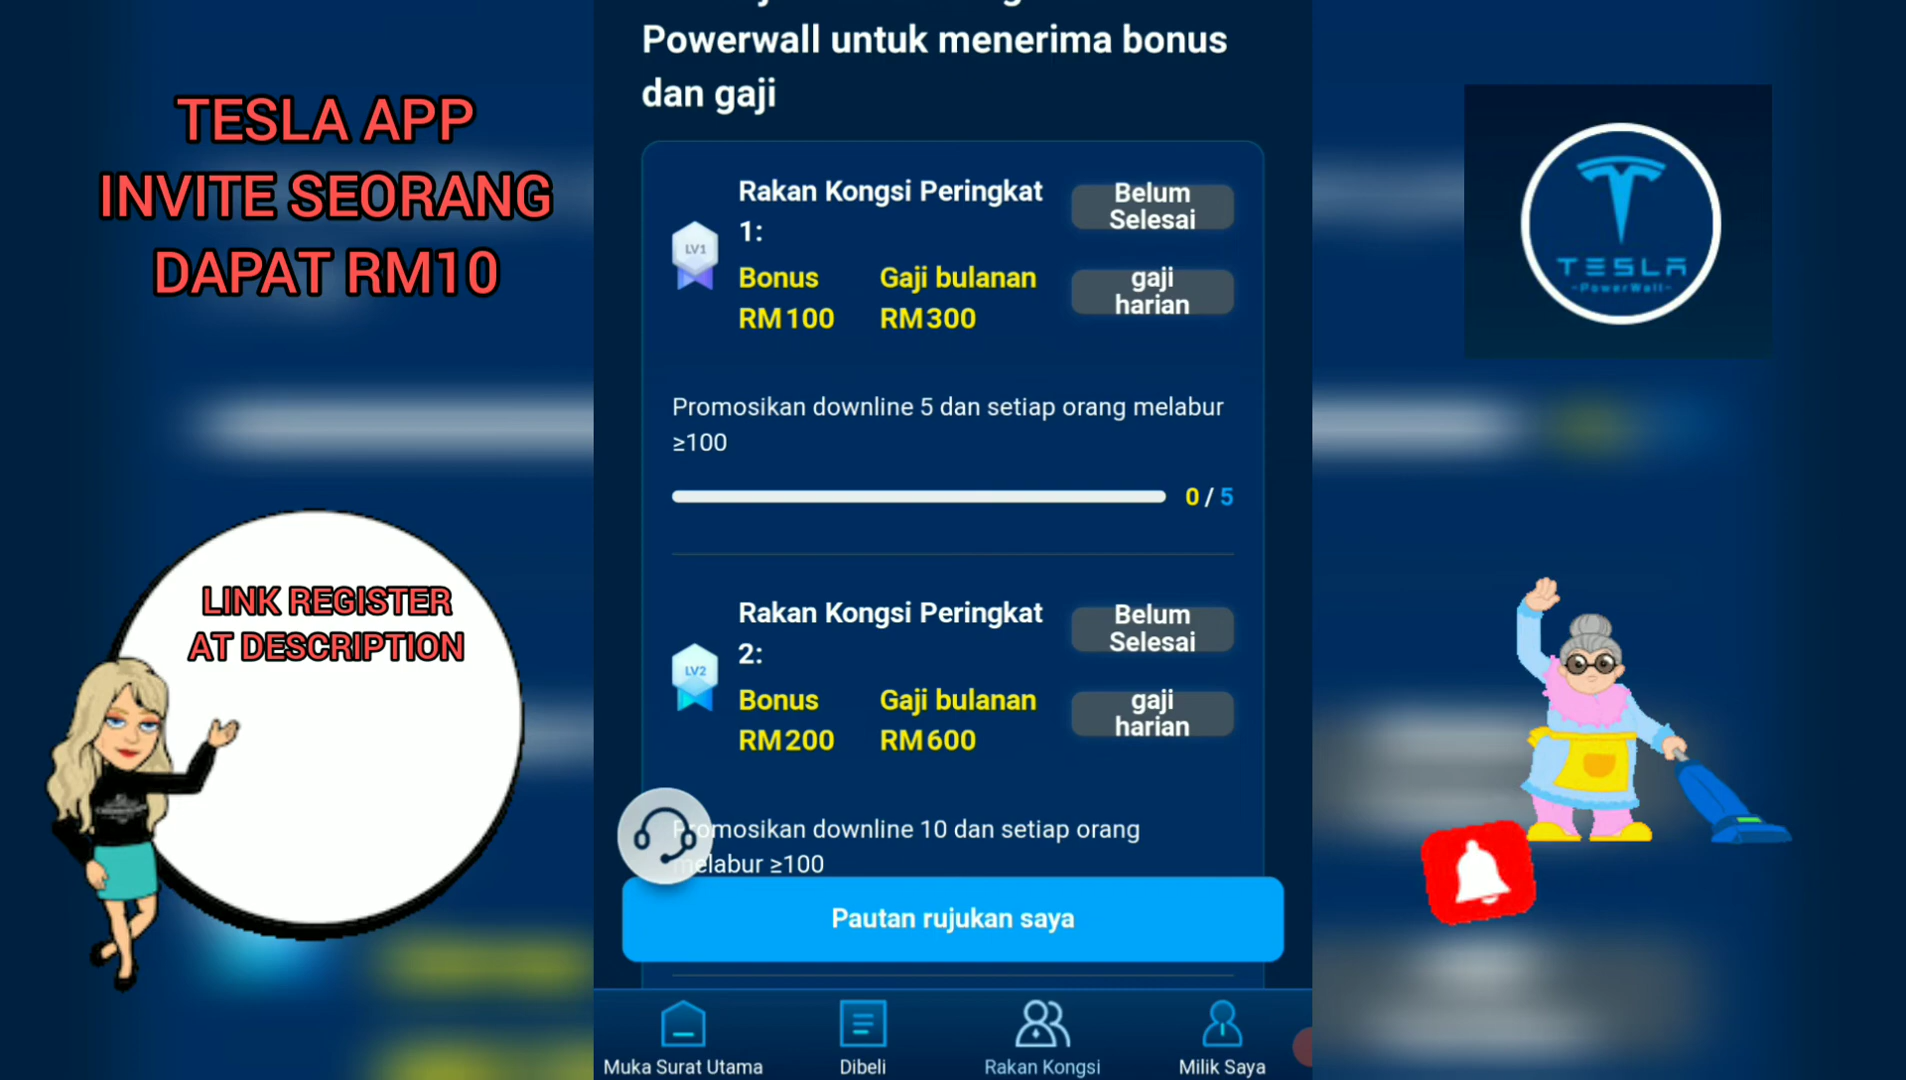 TESLA APP
INVITE SEORANG
DAPAT RM10
LINK REGISTER
AT DESCRIPTION
Powerwall untuk menerima bonus
dan gaji
LV1
Rakan Kongsi Peringkat
1:
Belum
Selesai
Bonus Gaji bulanan
RM100 RM300
gaji
harian
Promosikan downline 5 dan setiap orang melabur
≥100
0 / 5
LV2
Rakan Kongsi Peringkat
2:
Belum
Selesai
Bonus Gaji bulanan
RM200 RM600
gaji
harian
Promosikan downline 10 dan setiap orang
melabur ≥100
Pautan rujukan saya
Muka Surat Utama
Dibeli
Rakan Kongsi
Milik Saya
TESLA
~PowerWall~